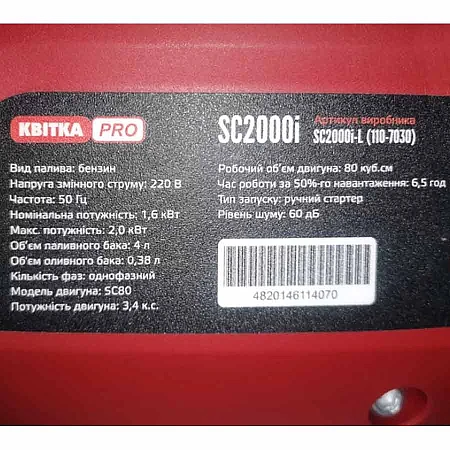 КВІТКА PRO
SC2000i
Артикул виробника
SC2000i-L (110-7030)
Вид палива: бензин
Напруга змінного струму: 220 В
Частота: 50 Гц
Номінальна потужність: 1,6 кВт
Макс. потужність: 2,0 кВт
Об'єм паливного бака: 4 л
Об'єм оливного бака: 0,38 л
Кількість фаз: однофазний
Модель двигуна: SC80
Потужність двигуна: 3,4 к.с.
Робочий об'єм двигуна: 80 куб.см
Час роботи за 50%-го навантаження: 6,5 год
Тип запуску: ручний стартер
Рівень шуму: 60 дБ
4820146114070